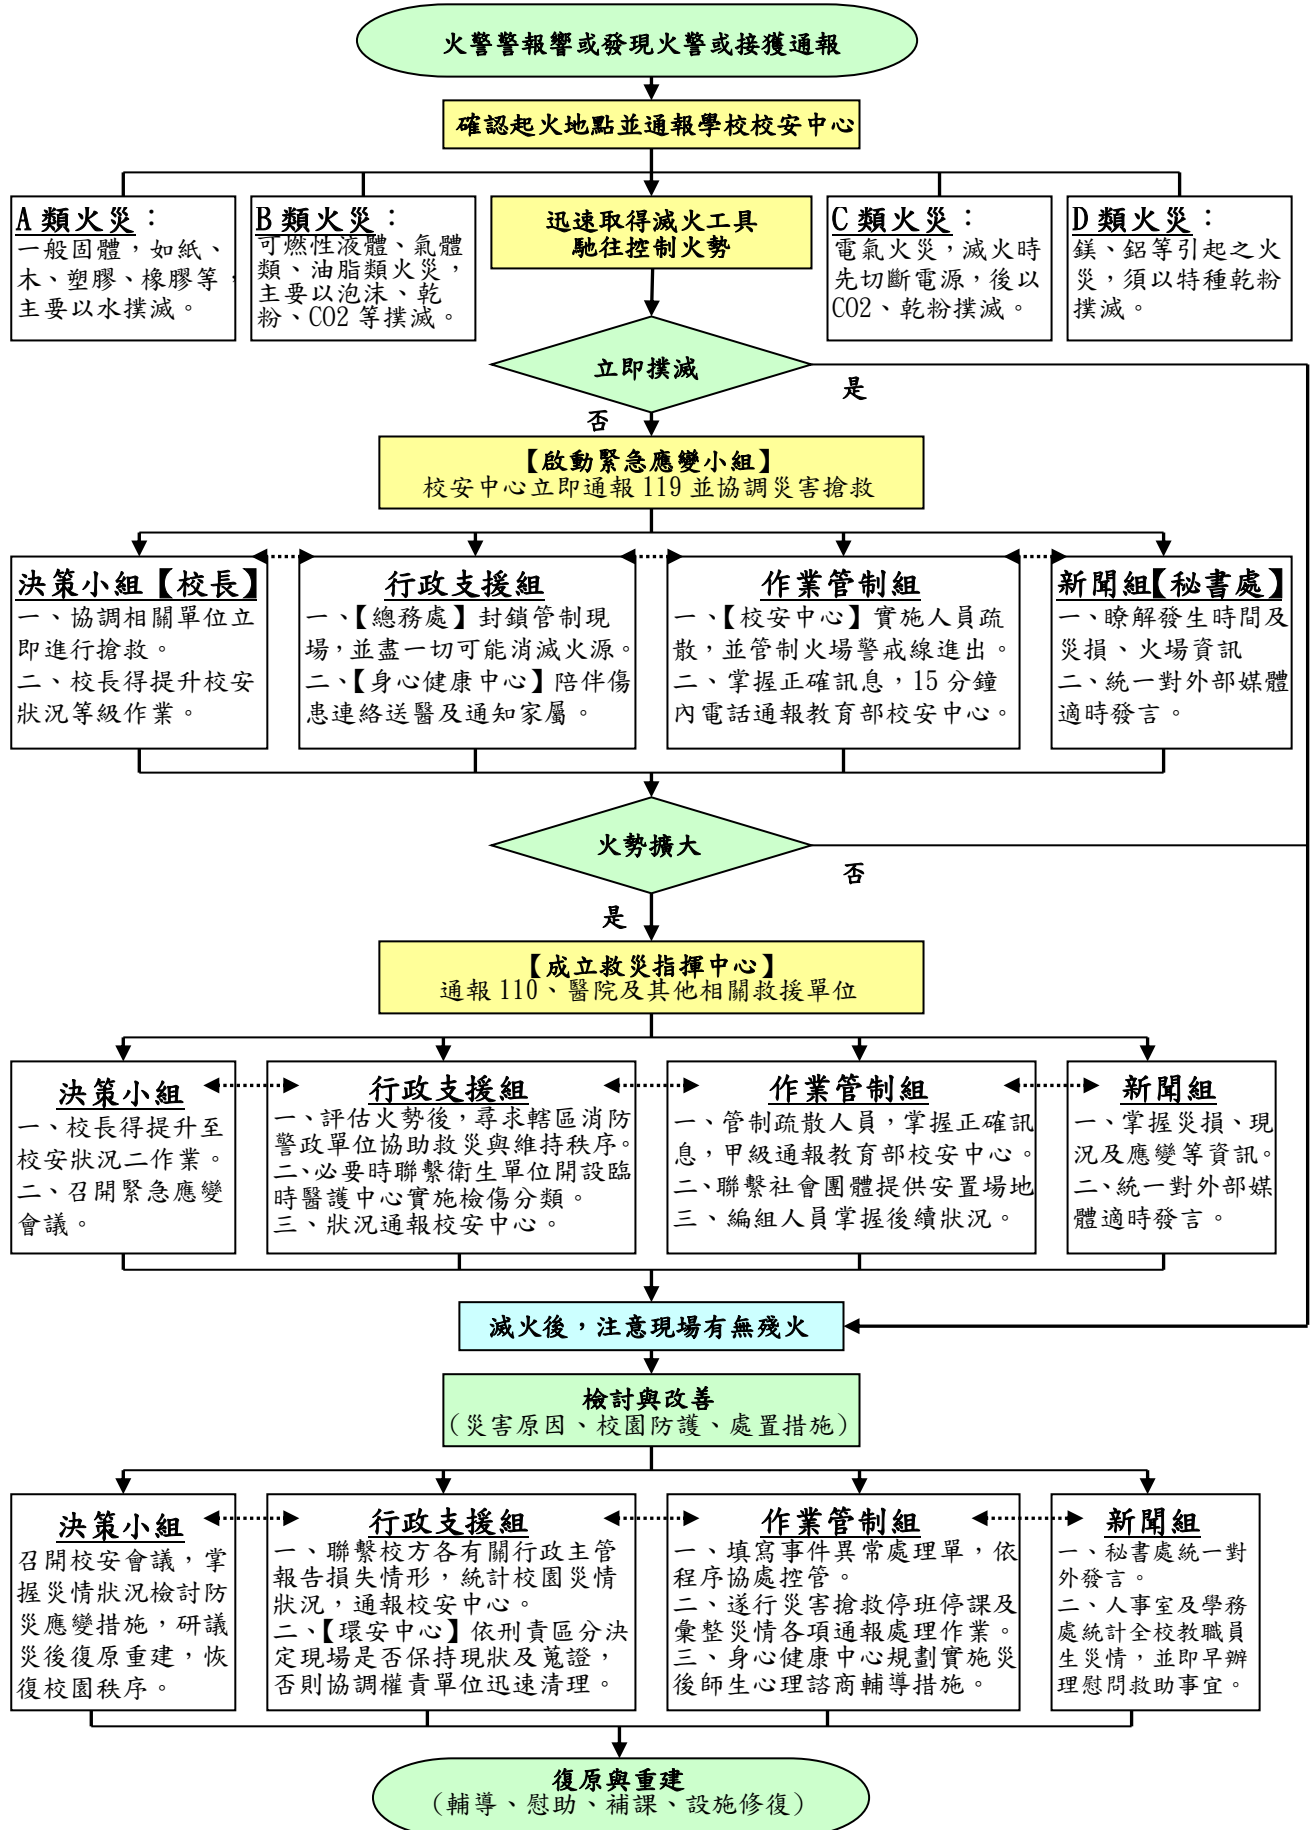 火警警報響或發現火警或接獲通報
確認起火地點並通報學校校安中心
A 類火災：
一般固體，如紙、
木、塑膠、橡膠等，
主要以水撲滅。
B 類火災：
可燃性液體、氣體
類、油脂類火災，
主要以泡沫、乾
粉、CO2 等撲滅。
迅速取得滅火工具
馳往控制火勢
C 類火災：
電氣火災，滅火時
先切斷電源，後以
CO2、乾粉撲滅。
D 類火災：
鎂、鋁等引起之火
災，須以特種乾粉
撲滅。
立即撲滅
是
否
【啟動緊急應變小組】
校安中心立即通報 119 並協調災害搶救
決策小組【校長】
一、協調相關單位立
即進行搶救。
二、校長得提升校安
狀況等級作業。
行政支援組
一、【總務處】封鎖管制現
場，並盡一切可能消滅火源。
二、【身心健康中心】陪伴傷
患連絡送醫及通知家屬。
作業管制組
一、【校安中心】實施人員疏
散，並管制火場警戒線進出。
二、掌握正確訊息，15 分鐘
內電話通報教育部校安中心。
新聞組【秘書處】
一、瞭解發生時間及
災損、火場資訊
二、統一對外部媒體
適時發言。
火勢擴大
否
是
【成立救災指揮中心】
通報 110、醫院及其他相關救援單位
決策小組
一、校長得提升至
校安狀況二作業。
二、召開緊急應變
會議。
行政支援組
一、評估火勢後，尋求轄區消防
警政單位協助救災與維持秩序。
二、必要時聯繫衛生單位開設臨
時醫護中心實施檢傷分類。
三、狀況通報校安中心。
作業管制組
一、管制疏散人員，掌握正確訊
息，甲級通報教育部校安中心。
二、聯繫社會團體提供安置場地
三、編組人員掌握後續狀況。
新聞組
一、掌握災損、現
況及應變等資訊。
二、統一對外部媒
體適時發言。
滅火後，注意現場有無殘火
檢討與改善
（災害原因、校園防護、處置措施）
決策小組
召開校安會議，掌
握災情狀況檢討防
災應變措施，研議
災後復原重建，恢
復校園秩序。
行政支援組
一、聯繫校方各有關行政主管
報告損失情形，統計校園災情
狀況，通報校安中心。
二、【環安中心】依刑責區分決
定現場是否保持現狀及蒐證，
否則協調權責單位迅速清理。
作業管制組
一、填寫事件異常處理單，依
程序協處控管。
二、遂行災害搶救停班停課及
彙整災情各項通報處理作業。
三、身心健康中心規劃實施災
後師生心理諮商輔導措施。
新聞組
一、秘書處統一對
外發言。
二、人事室及學務
處統計全校教職員
生災情，並即早辦
理慰問救助事宜。
復原與重建
（輔導、慰助、補課、設施修復）